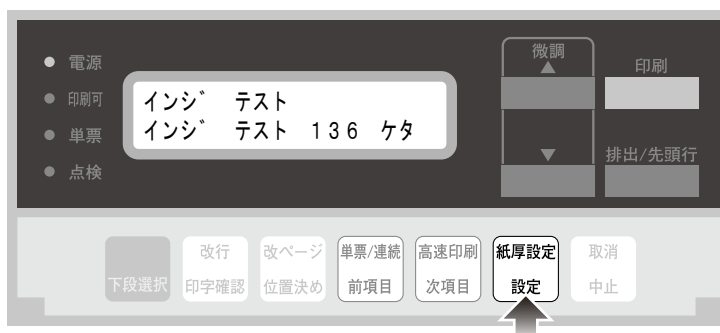 電源
印刷可
単票
点検
インジ テスト
インジ テスト 136 ケタ
微調
▲
▼
印刷
排出/先頭行
下段選択
改行
印字確認
改ページ
位置決め
単票/連続
前項目
高速印刷
次項目
紙厚設定
設定
取消
中止